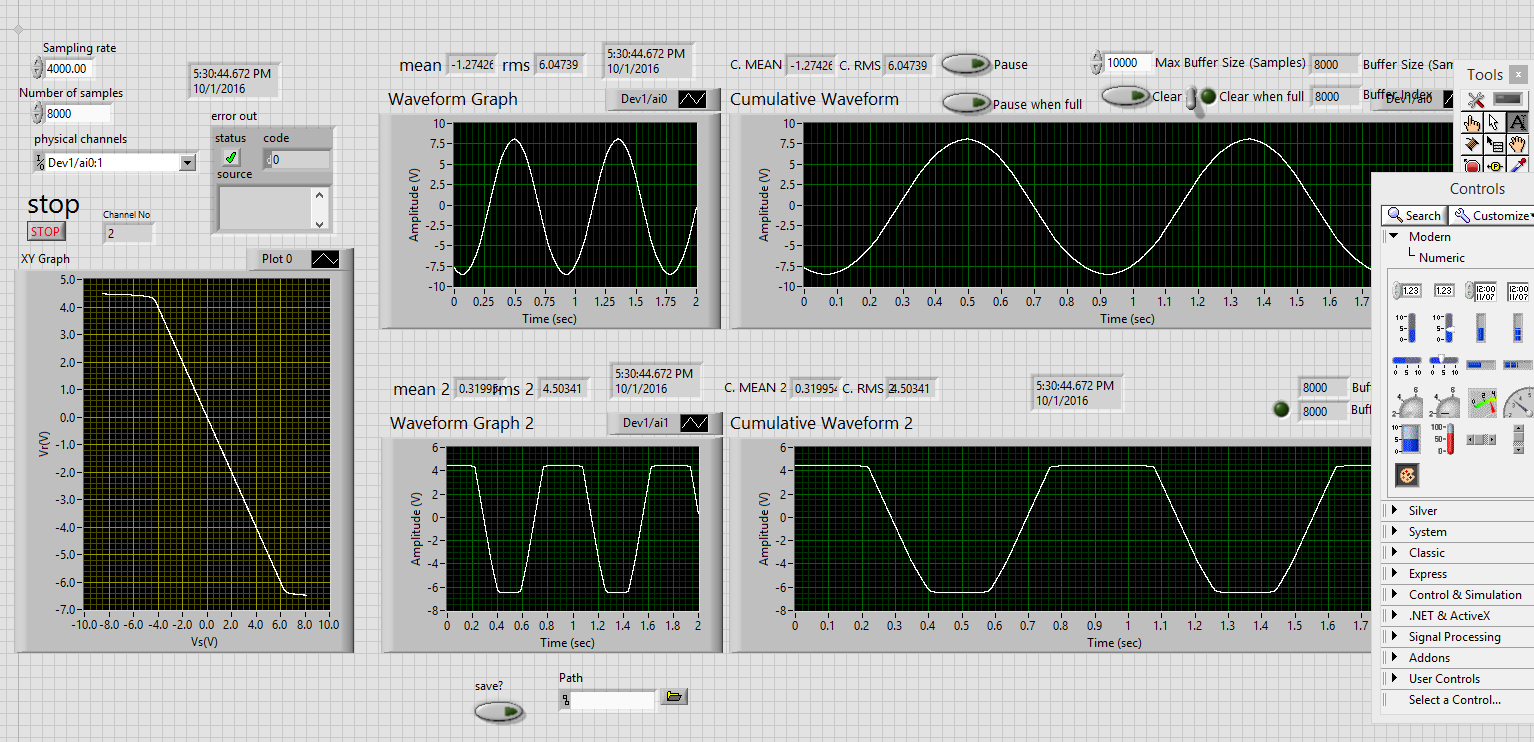 Sampling rate
4000.00
Number of samples
8000
physical channels
Dev1/ai0:1
stop
STOP
Channel No
2
5:30:44.672 PM
10/1/2016
error out
status code
0
source
XY Graph Plot 0
5.0
4.0
3.0
2.0
1.0
0.0
-1.0
-2.0
-3.0
-4.0
-5.0
-6.0
-7.0
Vr(V)
-10.0 -8.0 -6.0 -4.0 -2.0 0.0 2.0 4.0 6.0 8.0 10.0
Vs(V)
mean -1.27426 rms 6.04739
5:30:44.672 PM
10/1/2016
Waveform Graph Dev1/ai0
10
7.5
5
2.5
0
-2.5
-5
-7.5
-10
Amplitude (V)
0 0.25 0.5 0.75 1 1.25 1.5 1.75 2
Time (sec)
C. MEAN -1.27426 C. RMS 6.04739
Pause
Pause when full
10000 Max Buffer Size (Samples) 8000 Buffer Size (Sam
Clear Clear when full 8000 Buffer Index
Dev1/ai0
Cumulative Waveform
10
7.5
5
2.5
0
-2.5
-5
-7.5
-10
Amplitude (V)
0 0.1 0.2 0.3 0.4 0.5 0.6 0.7 0.8 0.9 1 1.1 1.2 1.3 1.4 1.5 1.6 1.7
Time (sec)
mean 2 0.31995 rms 2 4.50341
5:30:44.672 PM
10/1/2016
Waveform Graph 2 Dev1/ai1
6
4
2
0
-2
-4
-6
-8
Amplitude (V)
0 0.2 0.4 0.6 0.8 1 1.2 1.4 1.6 1.8 2
Time (sec)
C. MEAN 2 0.319954 C. RMS 2 4.50341
5:30:44.672 PM
10/1/2016
8000 Buf
8000 Buff
Cumulative Waveform 2
6
4
2
0
-2
-4
-6
-8
Amplitude (V)
0 0.1 0.2 0.3 0.4 0.5 0.6 0.7 0.8 0.9 1 1.1 1.2 1.3 1.4 1.5 1.6 1.7
Time (sec)
save?
Path
Tools
Controls
Search Customize
Modern
Numeric
1.23 1.23 12:00 12:00
11/07 11/07
10 10
5 5
0 0
0 5 10 0 5 10
Silver
System
Classic
Express
Control & Simulation
.NET & ActiveX
Signal Processing
Addons
User Controls
Select a Control...